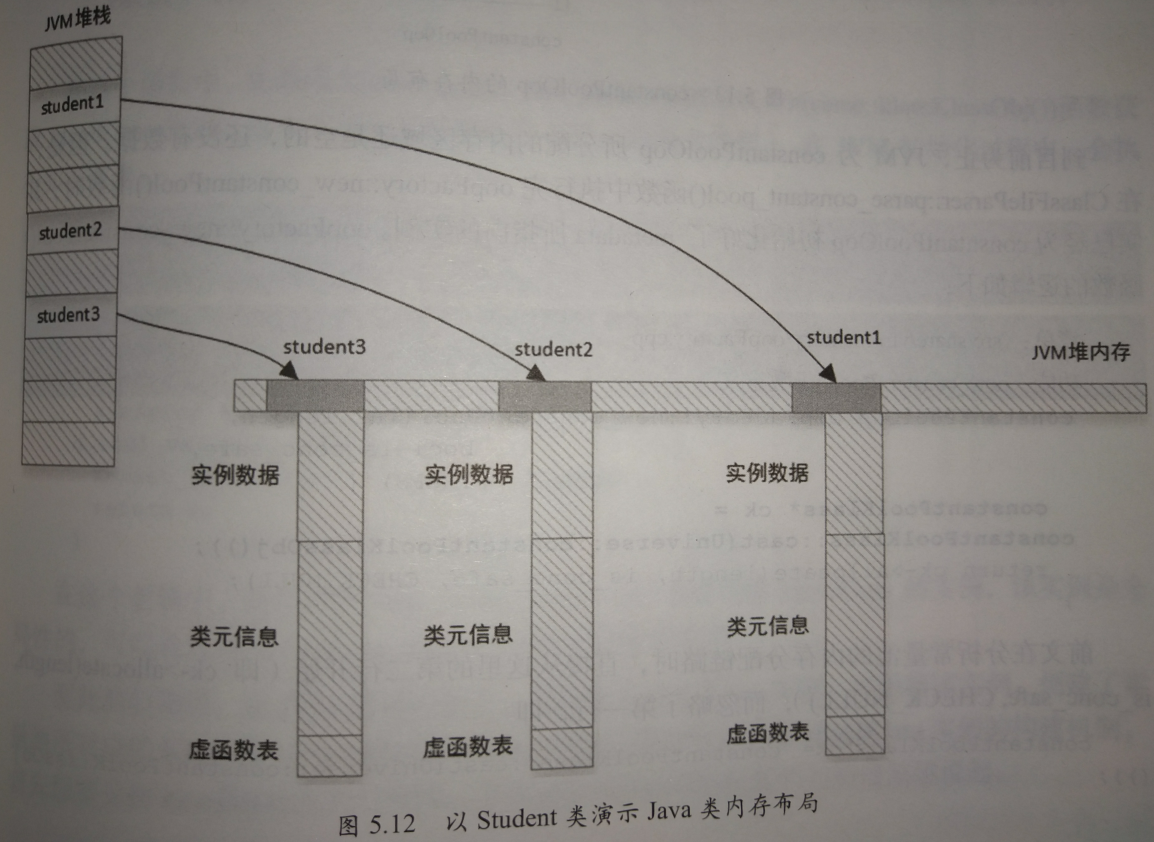 JVM堆栈
student1
student2
student3
student3
student2
student1
JVM堆内存
实例数据
实例数据
实例数据
类元信息
类元信息
类元信息
虚函数表
虚函数表
虚函数表
图 5.12 以 Student 类演示 Java 类内存布局